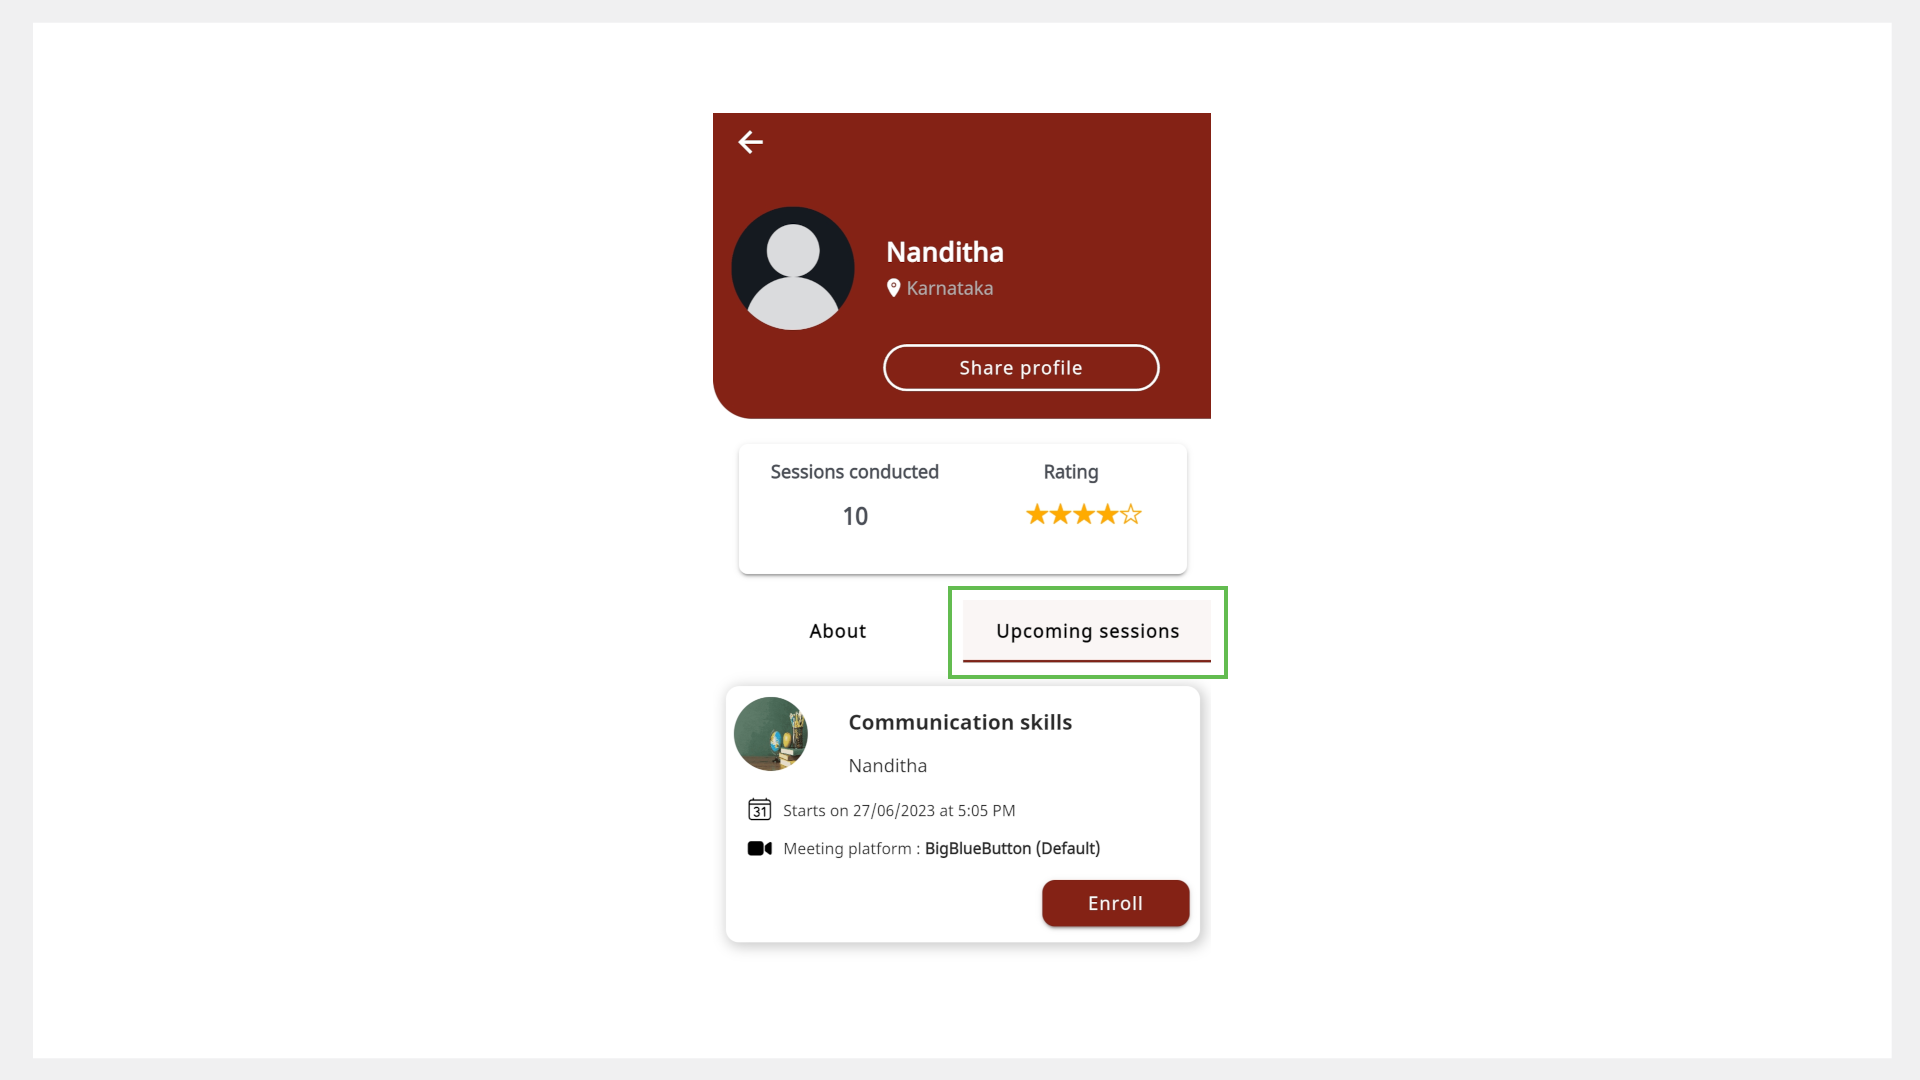 Nanditha
Karnataka
Share profile
Sessions conducted
Rating
10
About
Upcoming sessions
Communication skills
Nanditha
31
Starts on 27/06/2023 at 5:05 PM
Meeting platform : BigBlueButton (Default)
Enroll